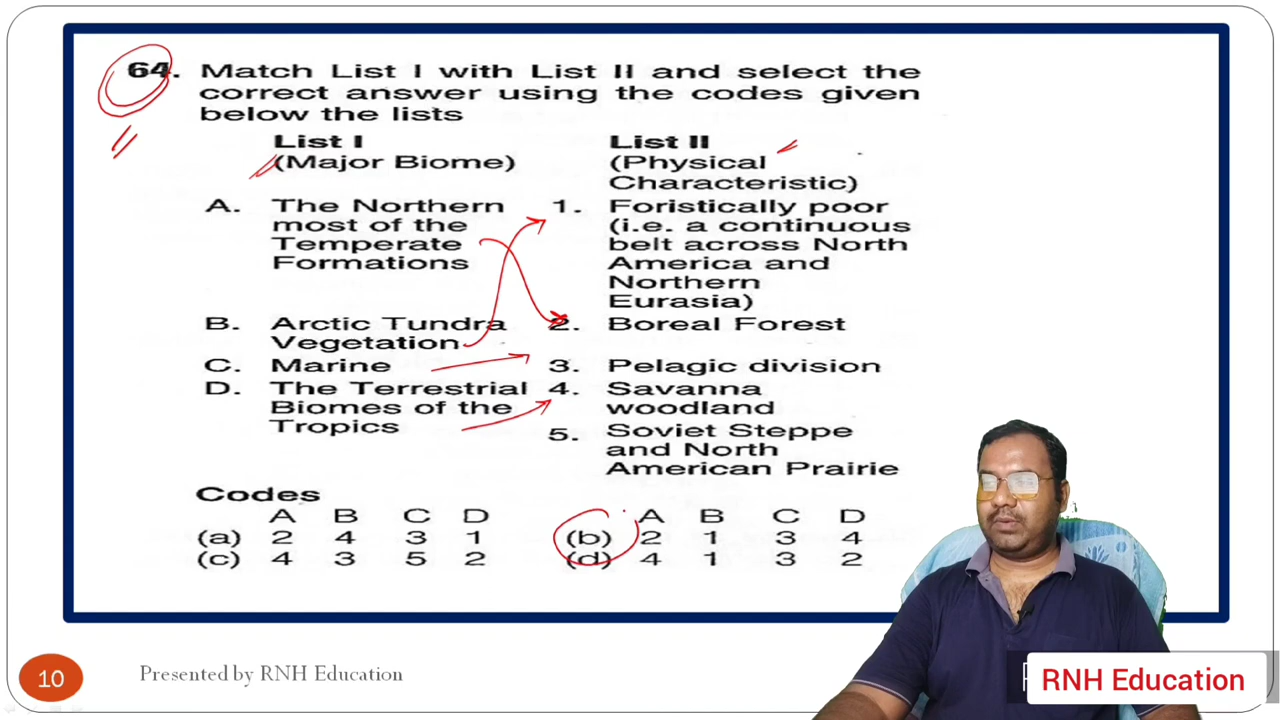 64. Match List I with List II and select the
correct answer using the codes given
below the lists
List I List II
(Major Biome) (Physical
Characteristic)
A. The Northern 1. Foristically poor
most of the (i.e. a continuous
Temperate belt across North
Formations America and
Northern
Eurasia)
B. Arctic Tundra 2. Boreal Forest
Vegetation
C. Marine 3. Pelagic division
D. The Terrestrial 4. Savanna
Biomes of the woodland
Tropics 5. Soviet Steppe
and North
American Prairie
Codes
A B C D A B C D
(a) 2 4 3 1 (b) 2 1 3 4
(c) 4 3 5 2 (d) 4 1 3 2
10 Presented by RNH Education
RNH Education